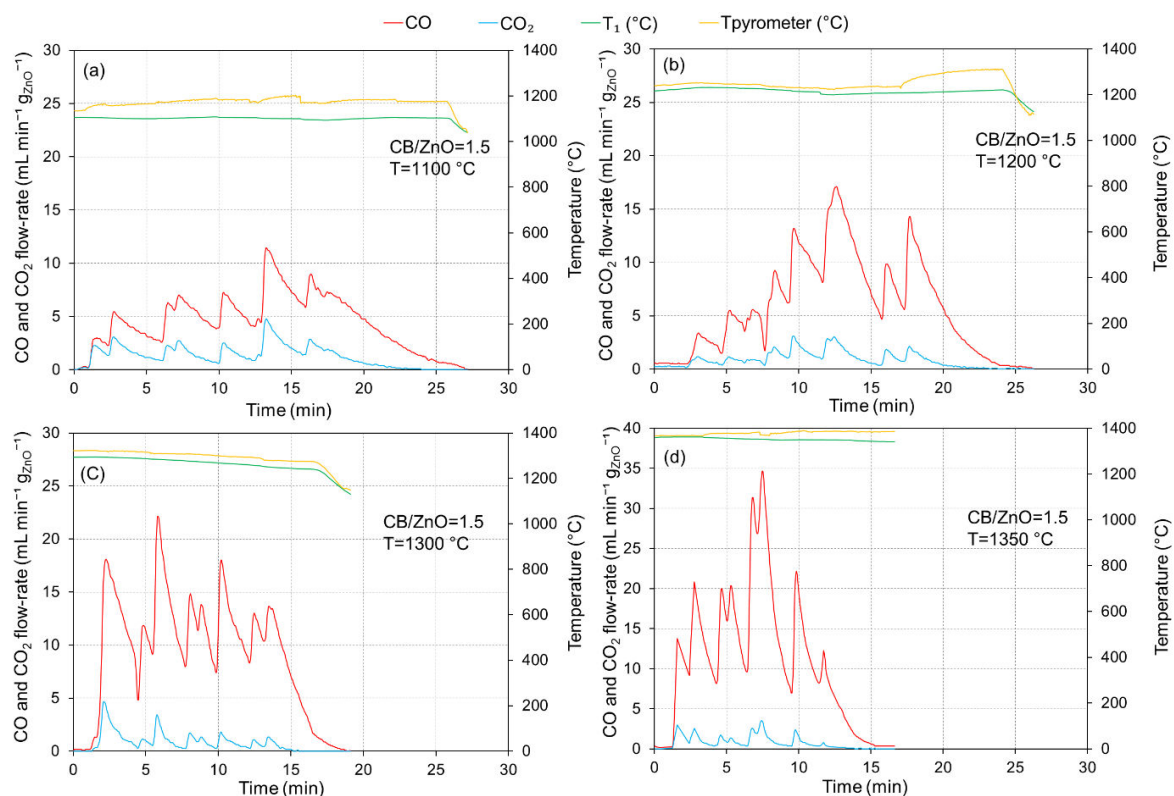 CO CO₂ T₁ (°C) Tpyrometer (°C)
(a)
CO and CO₂ flow-rate (mL min⁻¹ gZnO⁻¹)
30
25
20
15
10
5
0
1400
1200
1000
800
600
400
200
0
Temperature (°C)
CB/ZnO=1.5
T=1100 °C
0 5 10 15 20 25 30
Time (min)
(b)
CO and CO₂ flow-rate (mL min⁻¹ gZnO⁻¹)
30
25
20
15
10
5
0
1400
1200
1000
800
600
400
200
0
Temperature (°C)
CB/ZnO=1.5
T=1200 °C
0 5 10 15 20 25 30
Time (min)
(C)
CO and CO₂ flow-rate (mL min⁻¹ gZnO⁻¹)
30
25
20
15
10
5
0
1400
1200
1000
800
600
400
200
0
Temperature (°C)
CB/ZnO=1.5
T=1300 °C
0 5 10 15 20 25 30
Time (min)
(d)
CO and CO₂ flow-rate (mL min⁻¹ gZnO⁻¹)
40
35
30
25
20
15
10
5
0
1400
1200
1000
800
600
400
200
0
Temperature (°C)
CB/ZnO=1.5
T=1350 °C
0 5 10 15 20 25 30
Time (min)